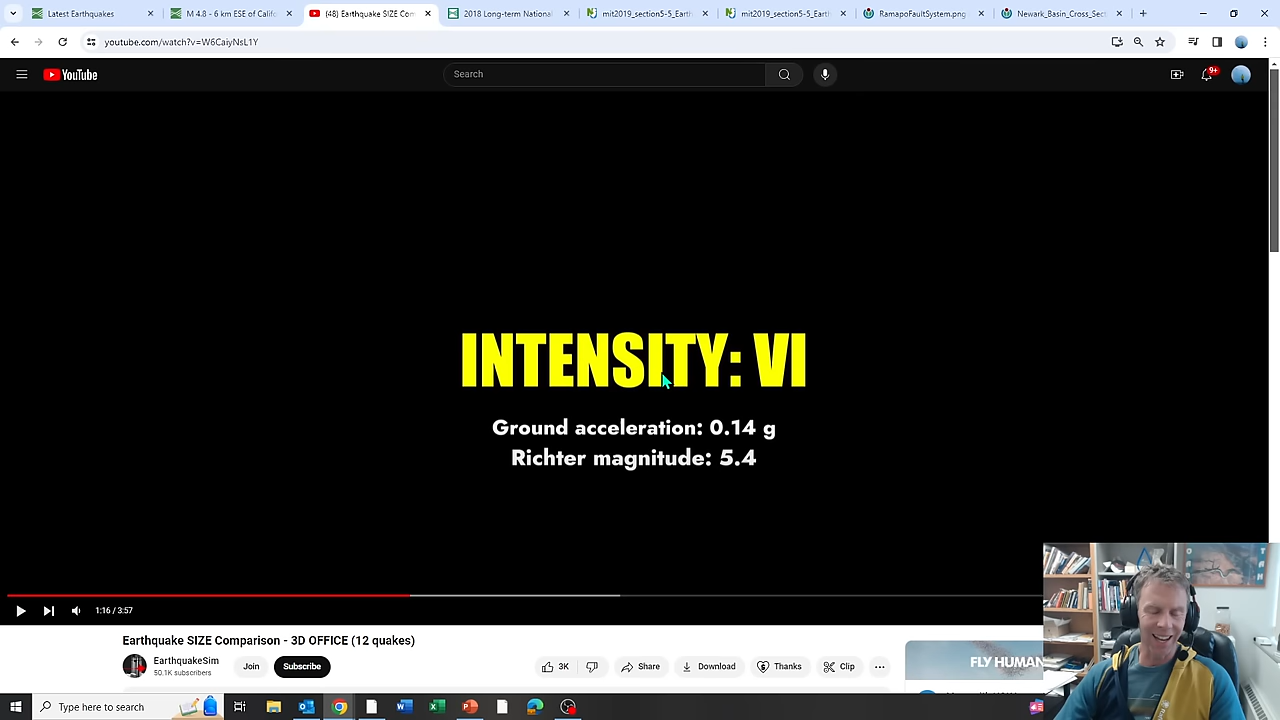 Latest Earthquakes
M 4.8 - 6 km ESE of Califo
(48) Earthquake SIZE Com
2018 Long-term National
mit2019_section5-5_Earth
mit2019_section5-5_Earth
RamapoFaultSystem.png
Newark_Basin_Cross_Sec
youtube.com/watch?v=W6CaiyNsL1Y
YouTube
Search
9+
INTENSITY: VI
Ground acceleration: 0.14 g
Richter magnitude: 5.4
1:16 / 3:57
Earthquake SIZE Comparison - 3D OFFICE (12 quakes)
EarthquakeSim
50.1K subscribers
Join
Subscribe
3K
Share
Download
Thanks
Clip
FLY HUMAN
Type here to search